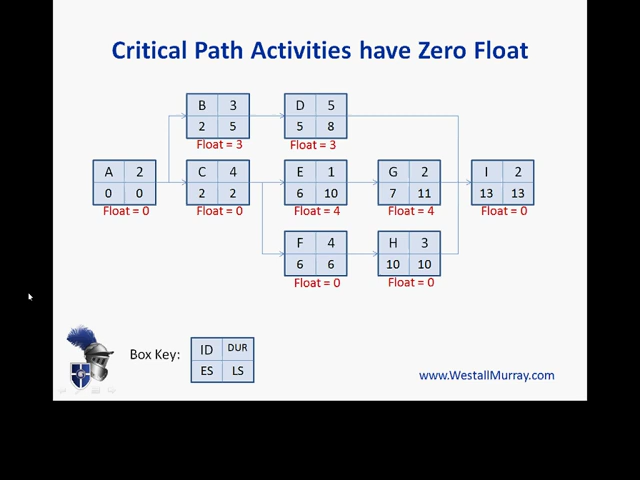 Critical Path Activities have Zero Float
B 3
2 5
Float = 3
D 5
5 8
Float = 3
A 2
0 0
Float = 0
C 4
2 2
Float = 0
E 1
6 10
Float = 4
G 2
7 11
Float = 4
I 2
13 13
Float = 0
F 4
6 6
Float = 0
H 3
10 10
Float = 0
Box Key:
ID DUR
ES LS
www.WestallMurray.com